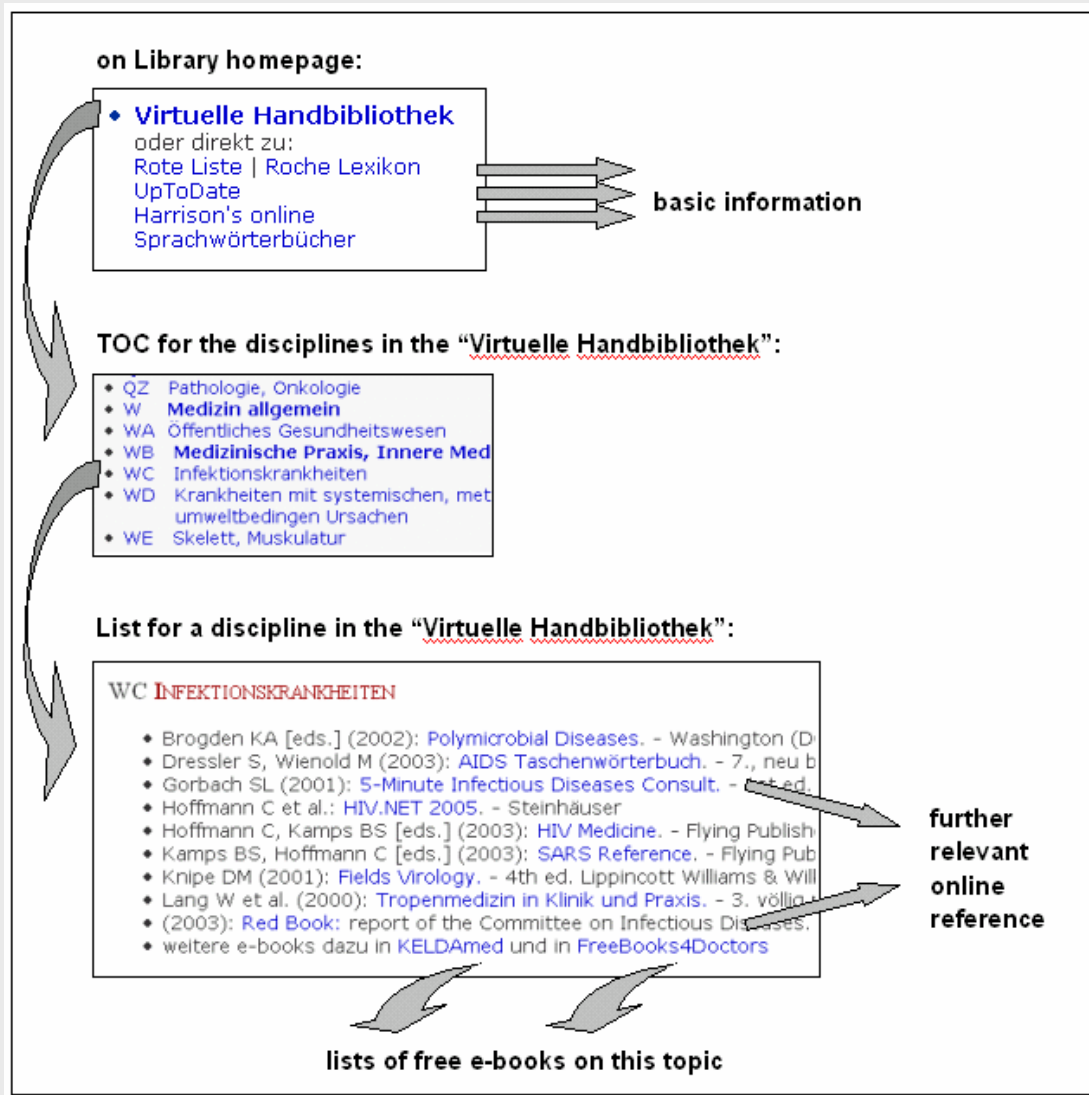 on Library homepage:
• Virtuelle Handbibliothek
oder direkt zu:
Rote Liste | Roche Lexikon
UpToDate
Harrison's online
Sprachwörterbücher
basic information
TOC for the disciplines in the “Virtuelle Handbibliothek”:
• QZ Pathologie, Onkologie
• W Medizin allgemein
• WA Öffentliches Gesundheitswesen
• WB Medizinische Praxis, Innere Med
• WC Infektionskrankheiten
• WD Krankheiten mit systemischen, met
umweltbedingen Ursachen
• WE Skelett, Muskulatur
List for a discipline in the “Virtuelle Handbibliothek”:
WC INFEKTIONSKRANKHEITEN
• Brogden KA [eds.] (2002): Polymicrobial Diseases. - Washington (D
• Dressler S, Wienold M (2003): AIDS Taschenwörterbuch. - 7., neu b
• Gorbach SL (2001): 5-Minute Infectious Diseases Consult. - ed.
• Hoffmann C et al.: HIV.NET 2005. - Steinhäuser
• Hoffmann C, Kamps BS [eds.] (2003): HIV Medicine. - Flying Publish
• Kamps BS, Hoffmann C [eds.] (2003): SARS Reference. - Flying Pub
• Knipe DM (2001): Fields Virology. - 4th ed. Lippincott Williams & Will
• Lang W et al. (2000): Tropenmedizin in Klinik und Praxis. - 3. völlig
• (2003): Red Book: report of the Committee on Infectious Diseases.
• weitere e-books dazu in KELDAmed und in FreeBooks4Doctors
further
relevant
online
reference
lists of free e-books on this topic